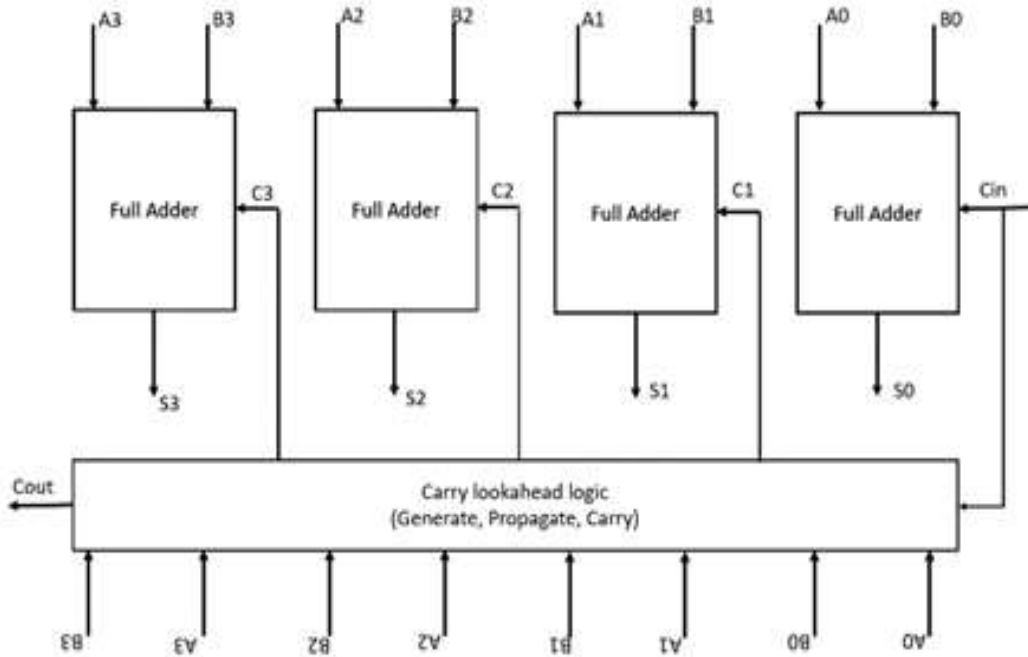 A3
B3
A2
B2
A1
B1
A0
B0
C3
C2
C1
Cin
Full Adder
Full Adder
Full Adder
Full Adder
S3
S2
S1
S0
Cout
Carry lookahead logic
(Generate, Propagate, Carry)
B3
A3
B2
A2
B1
A1
B0
A0